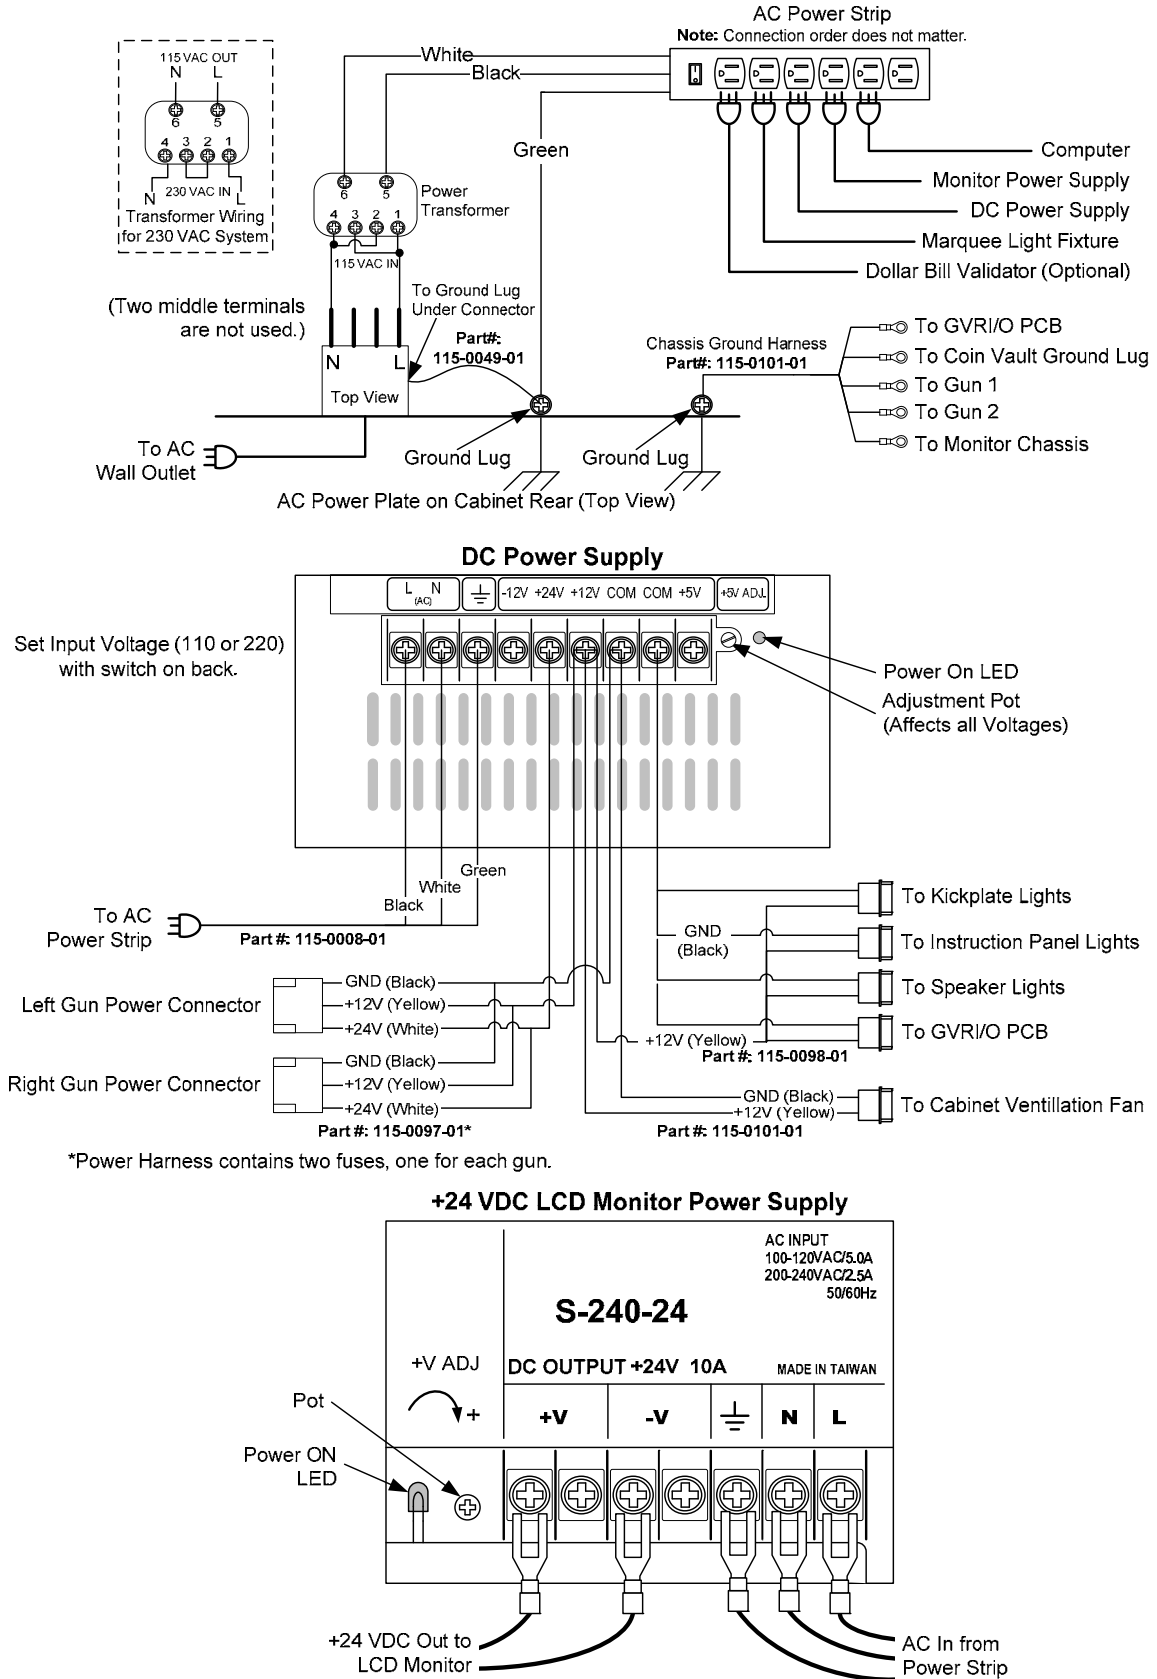 AC Power Strip
Note: Connection order does not matter.
White
Black
Green
115 VAC OUT
N L
6 5
4 3 2 1
N 230 VAC IN L
Transformer Wiring
for 230 VAC System
6 5
Power
Transformer
4 3 2 1
115 VAC IN
Computer
Monitor Power Supply
DC Power Supply
Marquee Light Fixture
Dollar Bill Validator (Optional)
(Two middle terminals
are not used.)
To Ground Lug
Under Connector
Part#:
115-0049-01
N L
Top View
Chassis Ground Harness
Part#: 115-0101-01
To GVRI/O PCB
To Coin Vault Ground Lug
To Gun 1
To Gun 2
To Monitor Chassis
To AC
Wall Outlet
Ground Lug
Ground Lug
AC Power Plate on Cabinet Rear (Top View)
DC Power Supply
L N
(AC)
-12V +24V +12V COM COM +5V
+5V ADJ.
Set Input Voltage (110 or 220)
with switch on back.
Power On LED
Adjustment Pot
(Affects all Voltages)
Green
White
Black
To AC
Power Strip
Part #: 115-0008-01
To Kickplate Lights
GND
(Black)
To Instruction Panel Lights
To Speaker Lights
To GVRI/O PCB
+12V (Yellow)
Part #: 115-0098-01
Left Gun Power Connector
GND (Black)
+12V (Yellow)
+24V (White)
Right Gun Power Connector
GND (Black)
+12V (Yellow)
+24V (White)
Part #: 115-0097-01*
GND (Black)
+12V (Yellow)
To Cabinet Ventillation Fan
Part #: 115-0101-01
*Power Harness contains two fuses, one for each gun.
+24 VDC LCD Monitor Power Supply
AC INPUT
100-120VAC/5.0A
200-240VAC/2.5A
50/60Hz
S-240-24
+V ADJ
DC OUTPUT +24V 10A
MADE IN TAIWAN
+
+V -V N L
Pot
Power ON
LED
+24 VDC Out to
LCD Monitor
AC In from
Power Strip